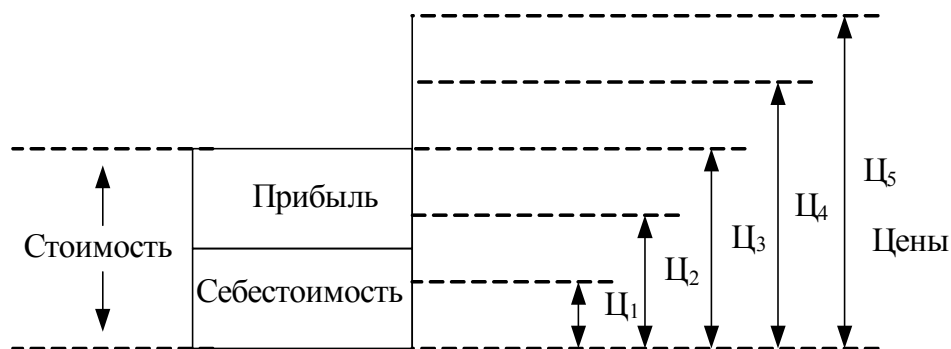 Прибыль
Стоимость
Себестоимость
Ц₁
Ц₂
Ц₃
Ц₄
Ц₅
Цены